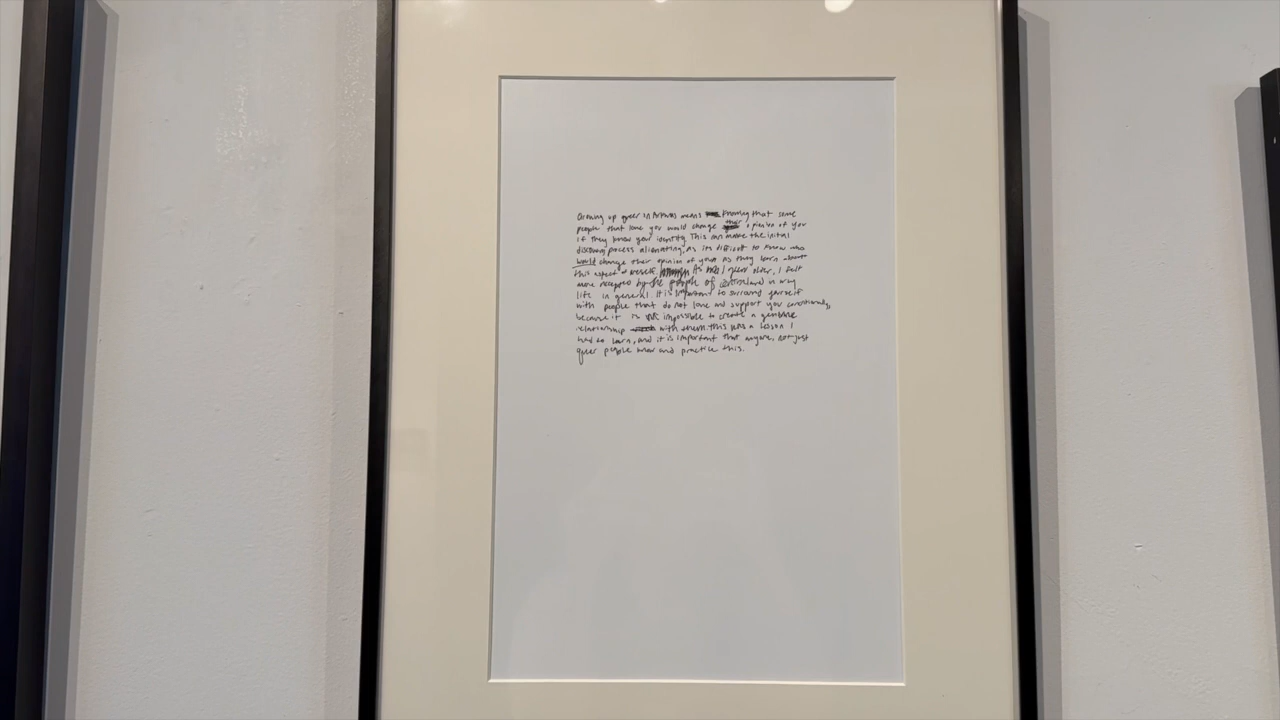 Growing up queer in Arkansas means knowing that some
people that love you would change their opinion of you
if they knew your identity. This can make the initial
discovery process alienating, as its difficult to know who
would change their opinion of you as they learn about
this aspect of As I grew older, I felt
more accepted by the people of and in my
life in general. It is important to surround yourself
with people that do not love and support you conditionally,
because it is impossible to create a genuine
relationship with them. This was a lesson I
had to learn, and it is important that anyone, not just
queer people know and practice this.